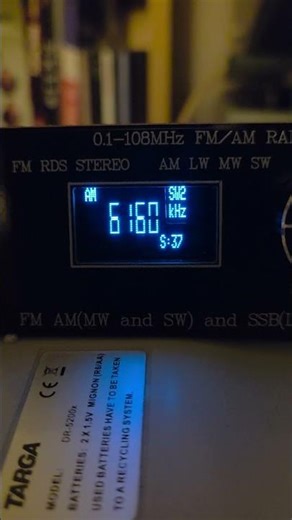 0.1-108MHz FM/AM RA
FM RDS STEREO AM LW MW SW
AM SW2
6160 kHz
S:37
FM AM(MW and SW) and SSB(L
TARGA
MODEL: DR-5200x
BATTERIES: 2 X 1.5V MIGNON (R6/AA)
USED BATTERIES HAVE TO BETAKEN
TO A RECYCLING SYSTEM.